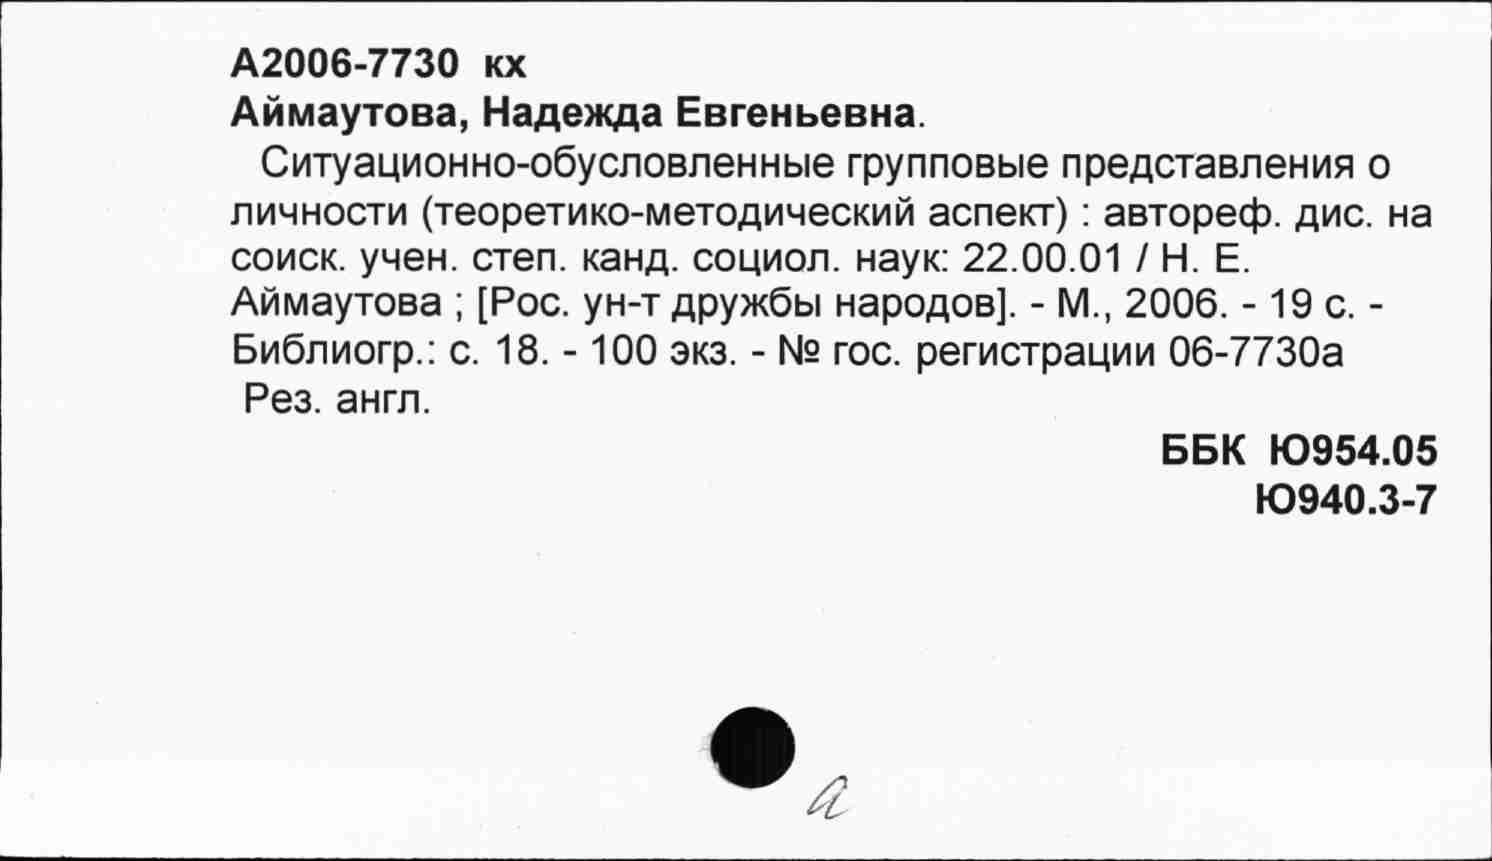 А2006-7730 кх
Аймаутова, Надежда Евгеньевна.
Ситуационно-обусловленные групповые представления о
личности (теоретико-методический аспект) : автореф. дис. на
соиск. учен. степ. канд. социол. наук: 22.00.01 / Н. Е.
Аймаутова ; [Рос. ун-т дружбы народов]. - М., 2006. - 19 с. -
Библиогр.: с. 18. - 100 экз. - № гос. регистрации 06-7730а
Рез. англ.
ББК Ю954.05
Ю940.3-7
а